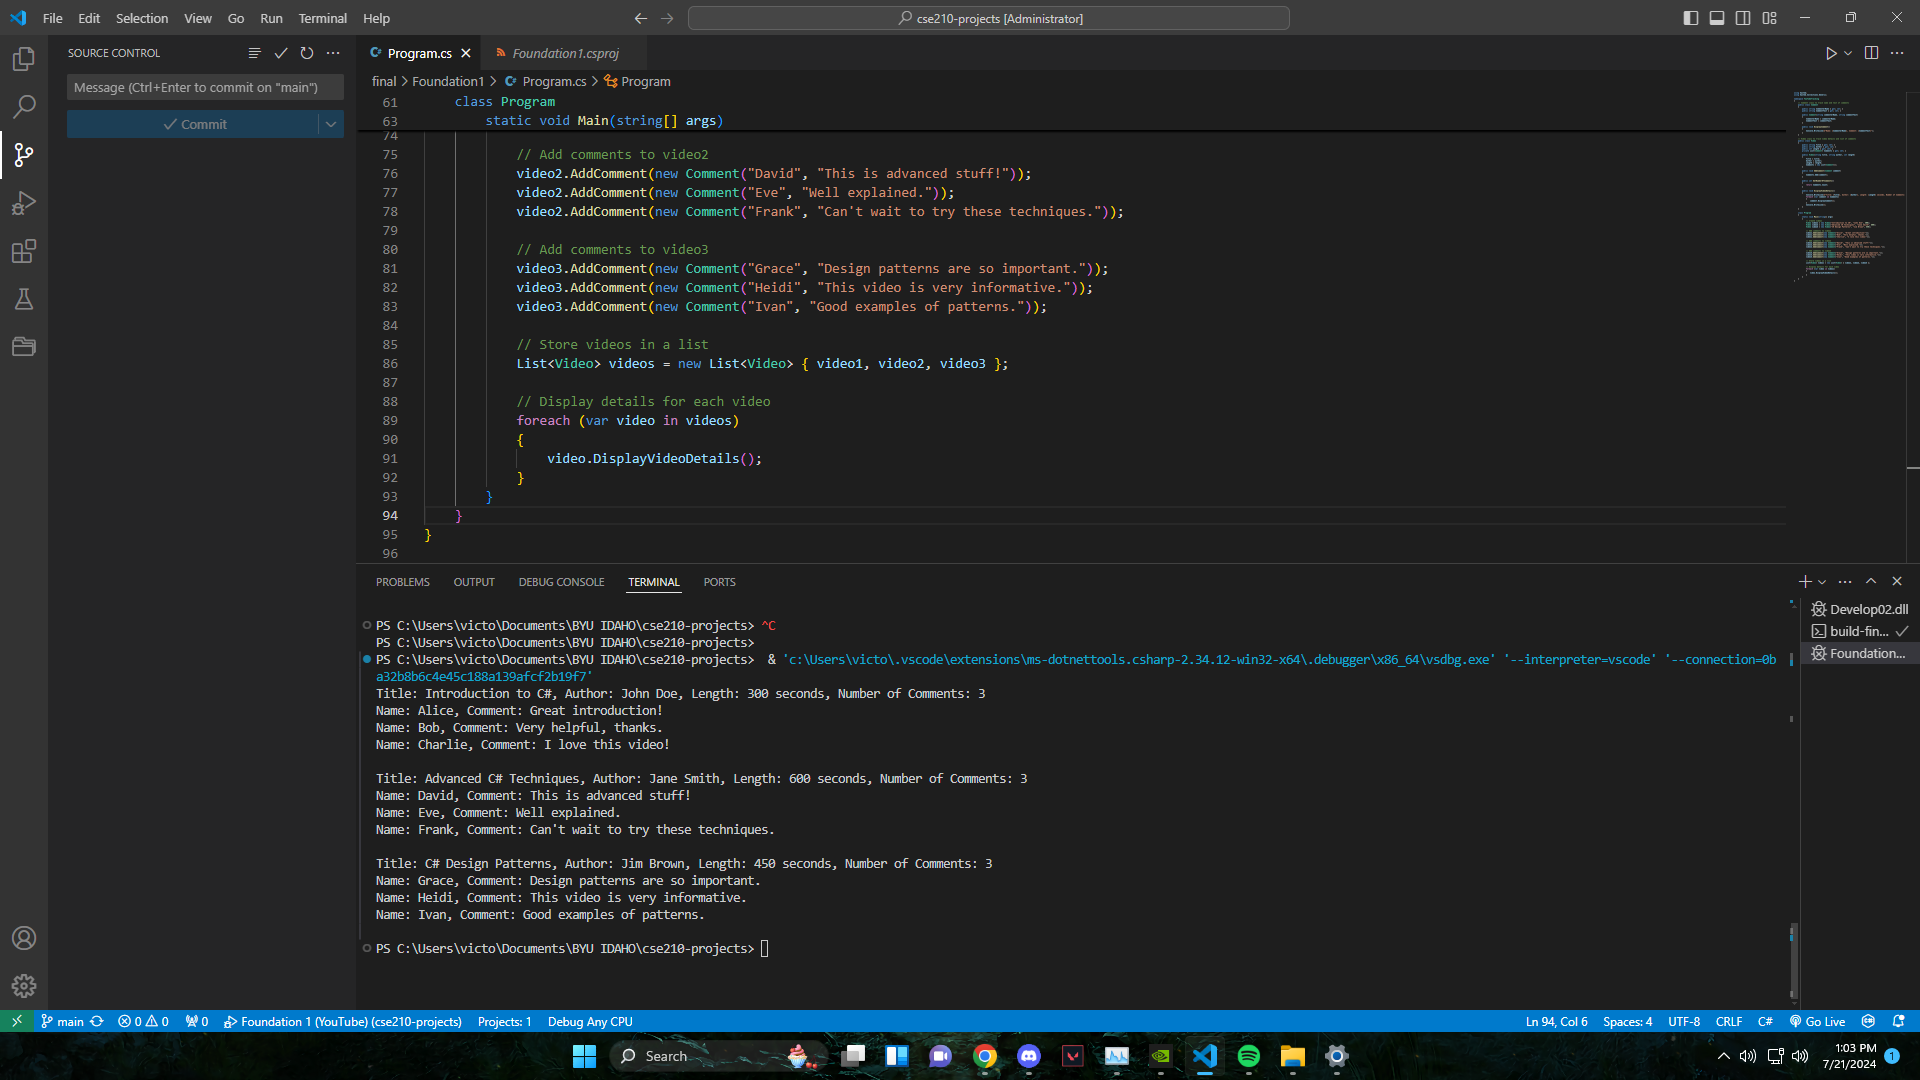 File Edit Selection View Go Run Terminal Help
cse210-projects [Administrator]
SOURCE CONTROL
Message (Ctrl+Enter to commit on "main")
Commit
Program.cs
Foundation1.csproj
final > Foundation1 > Program.cs > Program
61 class Program
63 static void Main(string[] args)
74
75 // Add comments to video2
76 video2.AddComment(new Comment("David", "This is advanced stuff!"));
77 video2.AddComment(new Comment("Eve", "Well explained."));
78 video2.AddComment(new Comment("Frank", "Can't wait to try these techniques."));
79
80 // Add comments to video3
81 video3.AddComment(new Comment("Grace", "Design patterns are so important."));
82 video3.AddComment(new Comment("Heidi", "This video is very informative."));
83 video3.AddComment(new Comment("Ivan", "Good examples of patterns."));
84
85 // Store videos in a list
86 List<Video> videos = new List<Video> { video1, video2, video3 };
87
88 // Display details for each video
89 foreach (var video in videos)
90 {
91 video.DisplayVideoDetails();
92 }
93 }
94 }
95 }
96
PROBLEMS OUTPUT DEBUG CONSOLE TERMINAL PORTS
Develop02.dll
build-fin...
Foundation...
PS C:\Users\victo\Documents\BYU IDAHO\cse210-projects> ^C
PS C:\Users\victo\Documents\BYU IDAHO\cse210-projects>
PS C:\Users\victo\Documents\BYU IDAHO\cse210-projects>  & 'c:\Users\victo\.vscode\extensions\ms-dotnettools.csharp-2.34.12-win32-x64\.debugger\x86_64\vsdbg.exe' '--interpreter=vscode' '--connection=0b
a32b8b6c4e45c188a139afcf2b19f7'
Title: Introduction to C#, Author: John Doe, Length: 300 seconds, Number of Comments: 3
Name: Alice, Comment: Great introduction!
Name: Bob, Comment: Very helpful, thanks.
Name: Charlie, Comment: I love this video!
Title: Advanced C# Techniques, Author: Jane Smith, Length: 600 seconds, Number of Comments: 3
Name: David, Comment: This is advanced stuff!
Name: Eve, Comment: Well explained.
Name: Frank, Comment: Can't wait to try these techniques.
Title: C# Design Patterns, Author: Jim Brown, Length: 450 seconds, Number of Comments: 3
Name: Grace, Comment: Design patterns are so important.
Name: Heidi, Comment: This video is very informative.
Name: Ivan, Comment: Good examples of patterns.
PS C:\Users\victo\Documents\BYU IDAHO\cse210-projects>
main 0 0 0 Foundation 1 (YouTube) (cse210-projects) Projects: 1 Debug Any CPU
Ln 94, Col 6 Spaces: 4 UTF-8 CRLF C# Go Live
Search
1:03 PM
7/21/2024
1